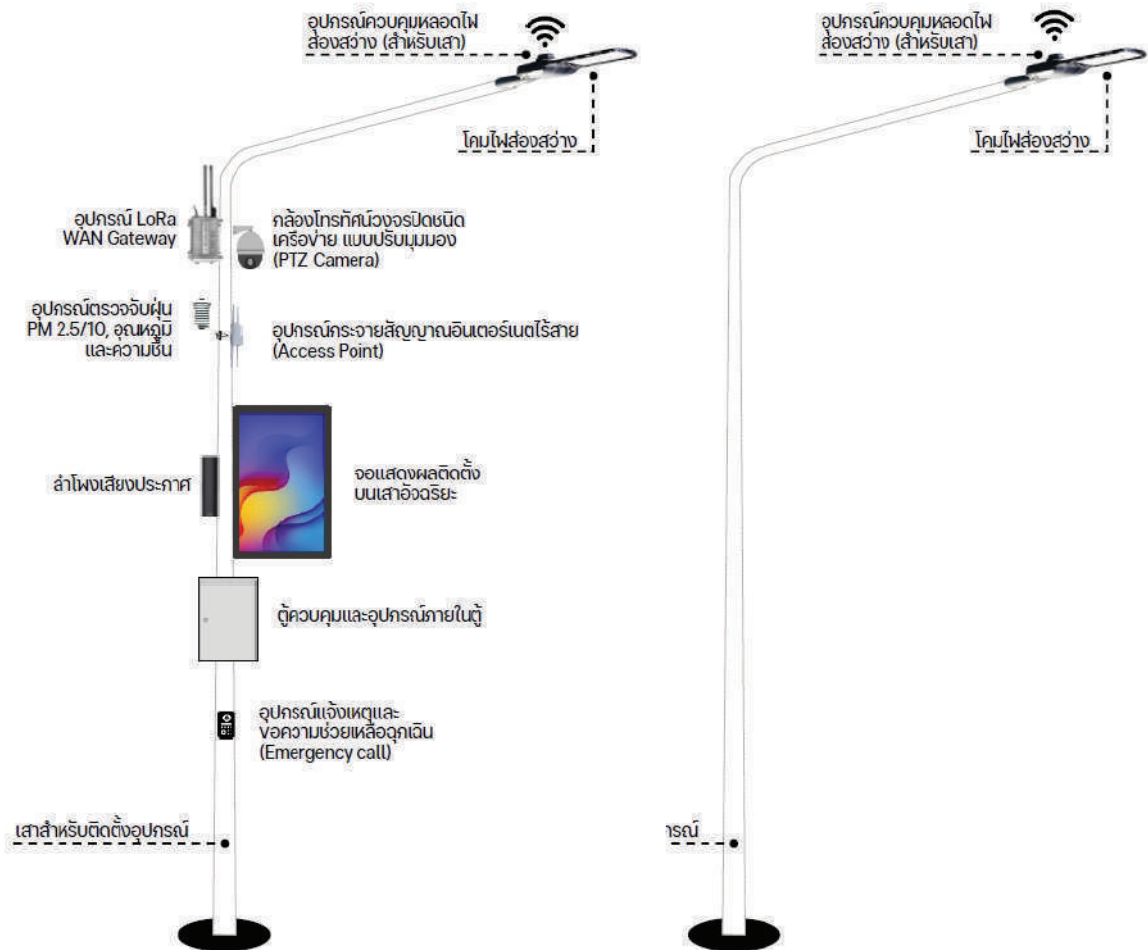 อุปกรณ์ควบคุมหลอดไฟ
ส่องสว่าง (สำหรับเสา)
โคมไฟส่องสว่าง
อุปกรณ์ LoRa
WAN Gateway
กล้องโทรทัศน์วงจรปิดชนิด
เครือข่าย แบบปรับมุมมอง
(PTZ Camera)
อุปกรณ์ตรวจจับฝุ่น
PM 2.5/10, อุณหภูมิ
และความชื้น
อุปกรณ์กระจายสัญญาณอินเตอร์เนตไร้สาย
(Access Point)
ลำโพงเสียงประกาศ
จอแสดงผลติดตั้ง
บนเสาอัจฉริยะ
ตู้ควบคุมและอุปกรณ์ภายในตู้
อุปกรณ์แจ้งเหตุและ
ขอความช่วยเหลือฉุกเฉิน
(Emergency call)
เสาสำหรับติดตั้งอุปกรณ์
อุปกรณ์ควบคุมหลอดไฟ
ส่องสว่าง (สำหรับเสา)
โคมไฟส่องสว่าง
กรณ์